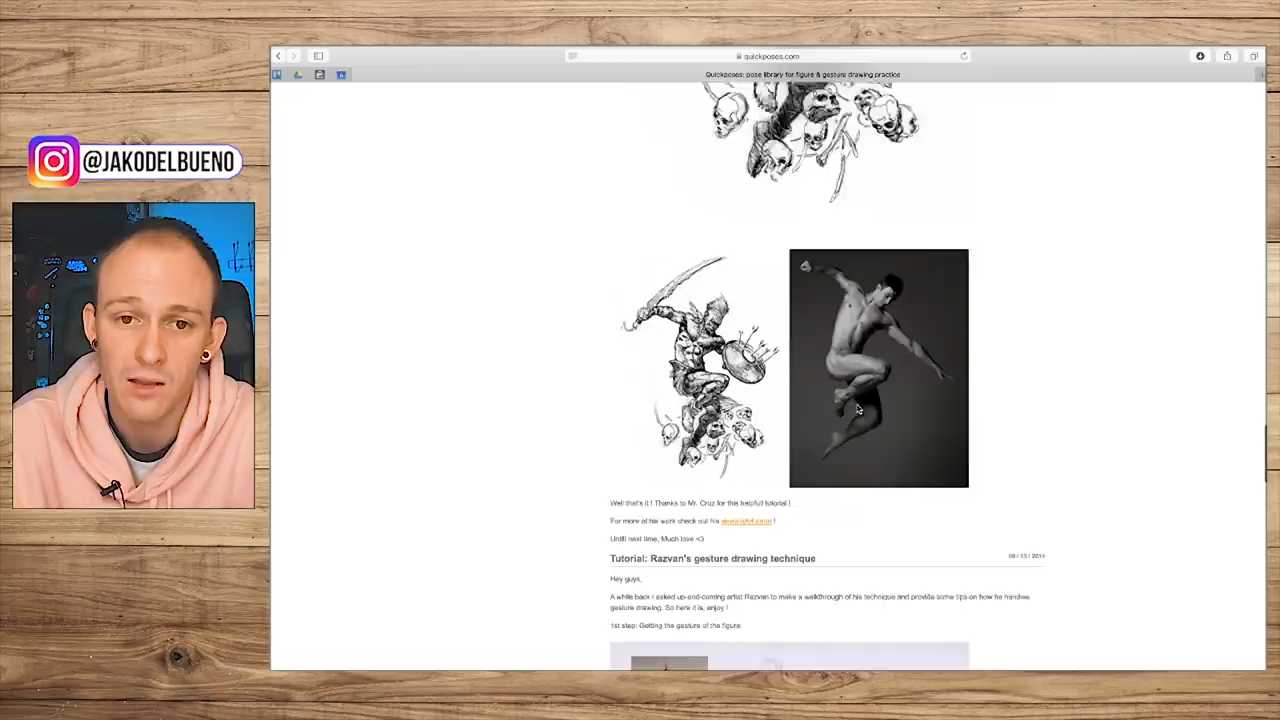 quickposes.com
Quickposes: pose library for figure & gesture drawing practice
@JAKODELBUENO
Well that's it ! Thanks to Mr. Cruz for this helpfull tutorial !
For more of his work check out his deviantArt page !
Untill next time, Much love <3
Tutorial: Razvan's gesture drawing technique
Hey guys,
A while back I asked up-and-coming artist Razvan to make a walkthrough of his technique and provide some tips on how he handles
gesture drawing. So here it is, enjoy !
1st step: Getting the gesture of the figure